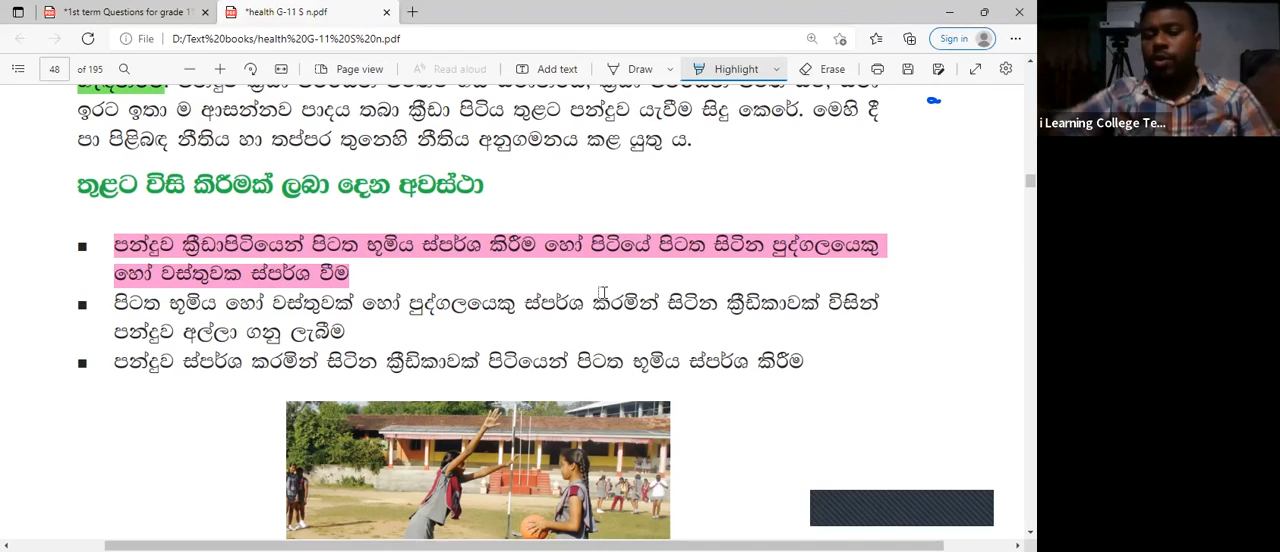 *1st term Questions for grade 1
*health G-11 S n.pdf
File
D:/Text%20books/health%20G-11%20S%20n.pdf
Sign in
48 of 195
Page view
Read aloud
Add text
Draw
Highlight
Erase
ඉරට ඉතා ම ආසන්නව පාදය තබා ක්‍රීඩා පිටිය තුළට පන්දුව යැවීම සිදු කෙරේ. මෙහි දී
පා පිළිබඳ නීතිය හා තප්පර තුනෙහි නීතිය අනුගමනය කළ යුතු ය.
තුළට විසි කිරීමක් ලබා දෙන අවස්ථා
▪ පන්දුව ක්‍රීඩාපිටියෙන් පිටත භූමිය ස්පර්ශ කිරීම හෝ පිටියේ පිටත සිටින පුද්ගලයෙකු
හෝ වස්තුවක ස්පර්ශ වීම
▪ පිටත භූමිය හෝ වස්තුවක් හෝ පුද්ගලයෙකු ස්පර්ශ කරමින් සිටින ක්‍රීඩිකාවක් විසින්
පන්දුව අල්ලා ගනු ලැබීම
▪ පන්දුව ස්පර්ශ කරමින් සිටින ක්‍රීඩිකාවක් පිටියෙන් පිටත භූමිය ස්පර්ශ කිරීම
i Learning College Te...